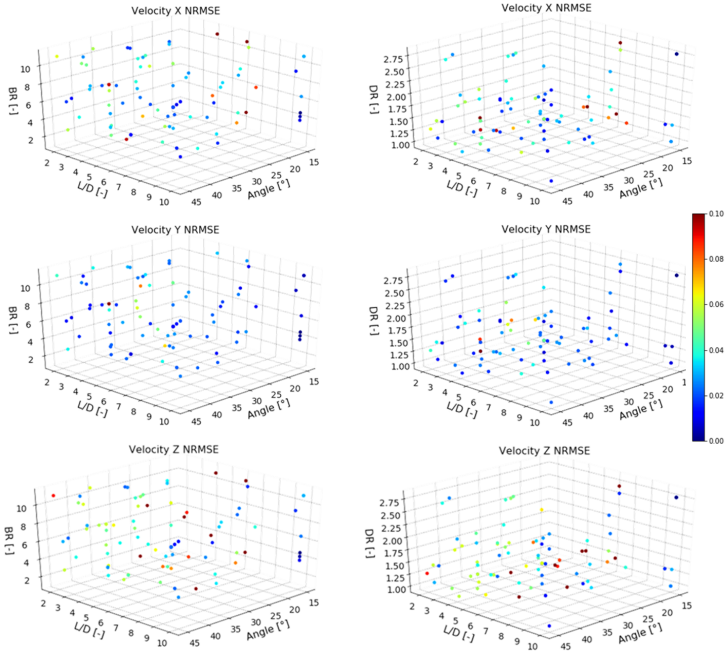 Velocity X NRMSE
BR [-]
10
8
6
4
2
2 3 4 5 6 7 8 9 10
L/D [-]
45 40 35 30 25 20 15
Angle [°]
Velocity X NRMSE
DR [-]
2.75
2.50
2.25
2.00
1.75
1.50
1.25
1.00
2 3 4 5 6 7 8 9 10
L/D [-]
45 40 35 30 25 20 15
Angle [°]
Velocity Y NRMSE
BR [-]
10
8
6
4
2
2 3 4 5 6 7 8 9 10
L/D [-]
45 40 35 30 25 20 15
Angle [°]
Velocity Y NRMSE
DR [-]
2.75
2.50
2.25
2.00
1.75
1.50
1.25
1.00
2 3 4 5 6 7 8 9 10
L/D [-]
45 40 35 30 25 20 1
Angle [°]
0.10
0.08
0.06
0.04
0.02
0.00
Velocity Z NRMSE
BR [-]
10
8
6
4
2
2 3 4 5 6 7 8 9 10
L/D [-]
45 40 35 30 25 20 15
Angle [°]
Velocity Z NRMSE
DR [-]
2.75
2.50
2.25
2.00
1.75
1.50
1.25
1.00
2 3 4 5 6 7 8 9 10
L/D [-]
45 40 35 30 25 20 15
Angle [°]